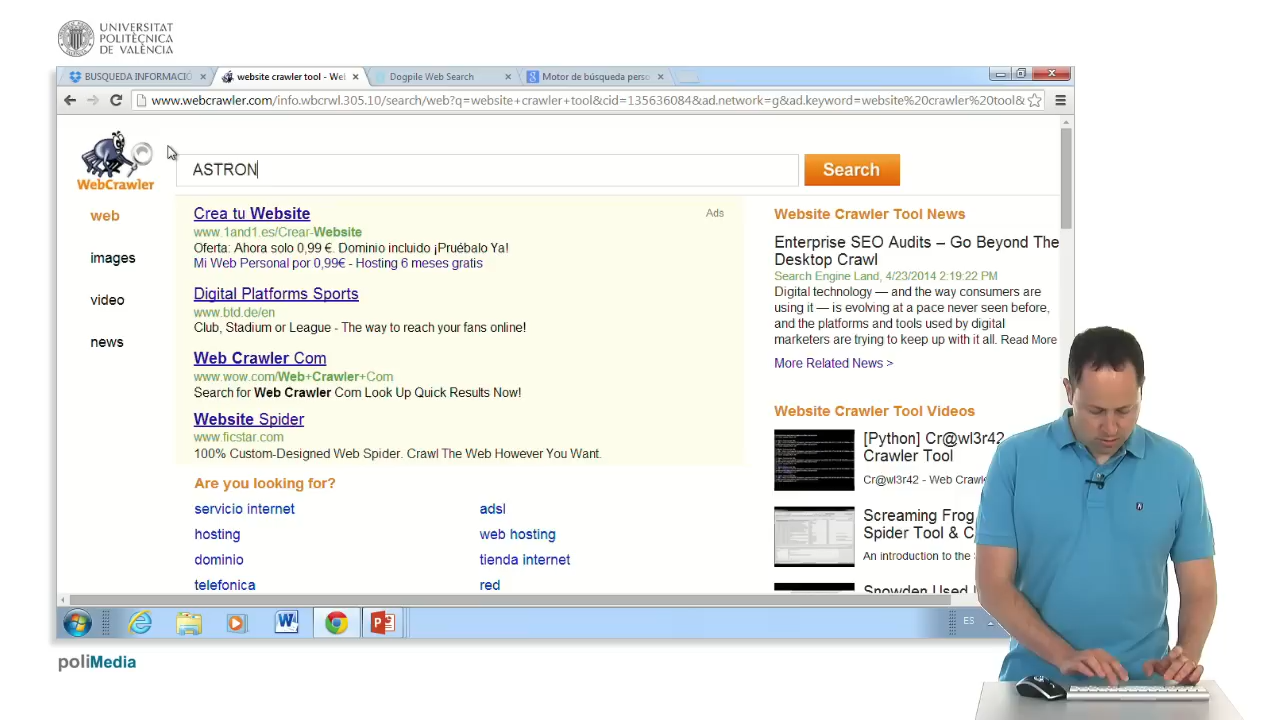 UNIVERSITAT
POLITÈCNICA
DE VALÈNCIA
BUSQUEDA INFORMACIÓ
website crawler tool - We
Dogpile Web Search
Motor de búsqueda perso
www.webcrawler.com/info.wbcrwl.305.10/search/web?q=website+crawler+tool&cid=135636084&ad.network=g&ad.keyword=website%20crawler%20tool&
WebCrawler
ASTRON
Search
web
images
video
news
Ads
Crea tu Website
www.1and1.es/Crear-Website
Oferta: Ahora solo 0,99 €. Dominio incluido ¡Pruébalo Ya!
Mi Web Personal por 0,99€ - Hosting 6 meses gratis
Digital Platforms Sports
www.btd.de/en
Club, Stadium or League - The way to reach your fans online!
Web Crawler Com
www.wow.com/Web+Crawler+Com
Search for Web Crawler Com Look Up Quick Results Now!
Website Spider
www.ficstar.com
100% Custom-Designed Web Spider. Crawl The Web However You Want.
Are you looking for?
servicio internet
adsl
hosting
web hosting
dominio
tienda internet
telefonica
red
Website Crawler Tool News
Enterprise SEO Audits – Go Beyond The
Desktop Crawl
Search Engine Land, 4/23/2014 2:19:22 PM
Digital technology — and the way consumers are
using it — is evolving at a pace never seen before,
and the platforms and tools used by digital
marketers are trying to keep up with it all. Read More
More Related News >
Website Crawler Tool Videos
[Python] Cr@wl3r42
Crawler Tool
Cr@wl3r42 - Web Crawl
Screaming Frog
Spider Tool & C
An introduction to the
Snowden Used
ES
poliMedia